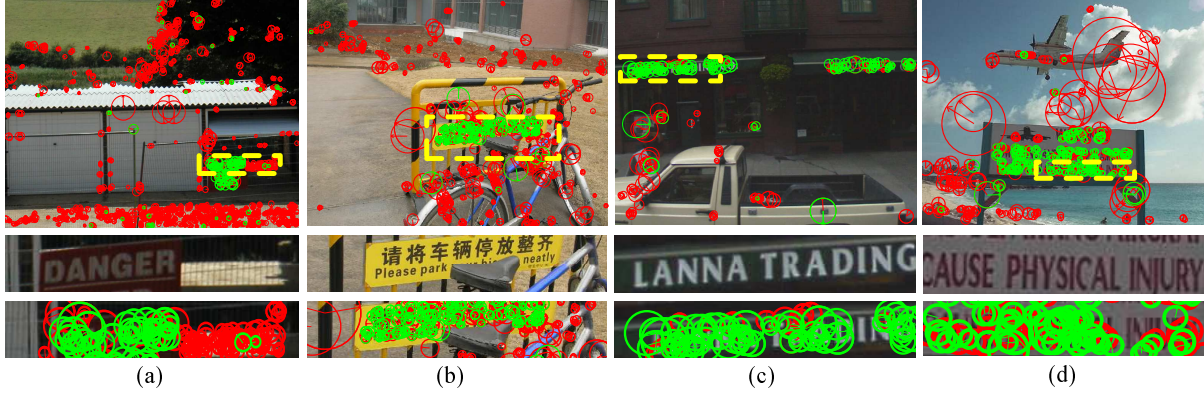 DANGER
请将车辆停放整齐
Please park neatly
LANNA TRADING
CAUSE PHYSICAL INJURY
(a) (b) (c) (d)